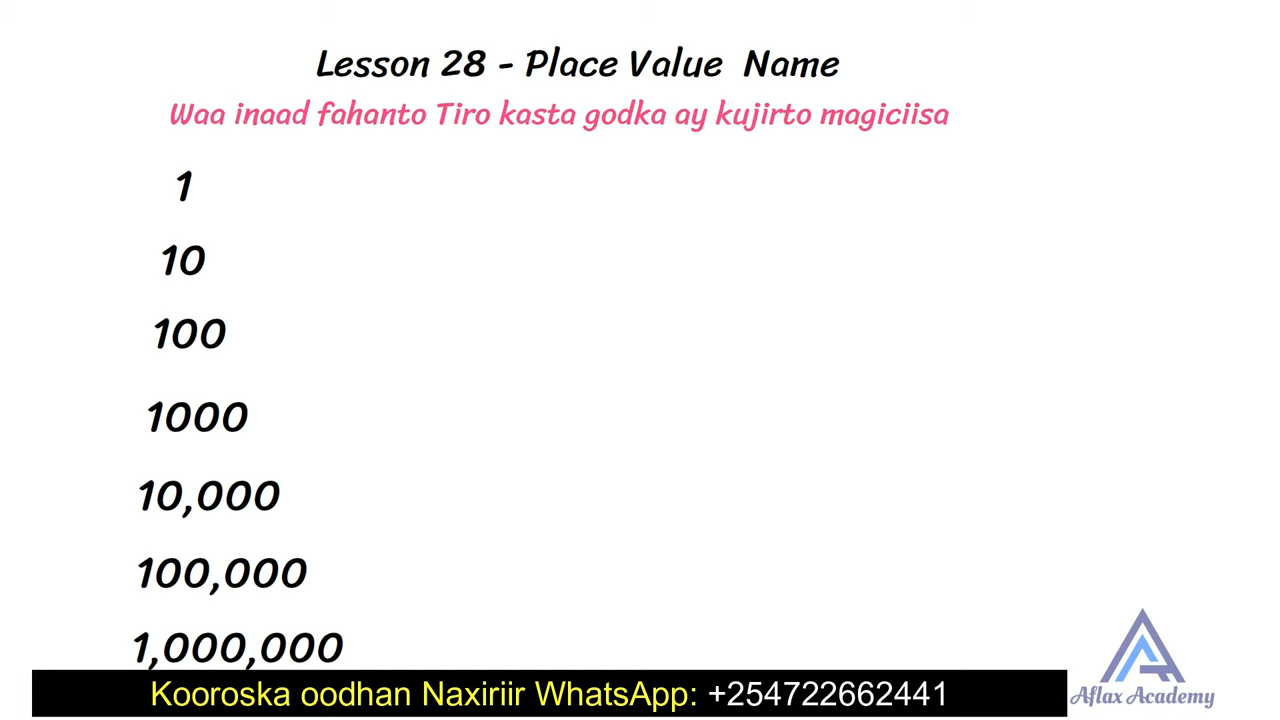 Lesson 28 - Place Value Name
Waa inaad fahanto Tiro kasta godka ay kujirto magiciisa
1
10
100
1000
10,000
100,000
1,000,000
Kooroska oodhan Naxiriir WhatsApp: +254722662441
Aflax Academy